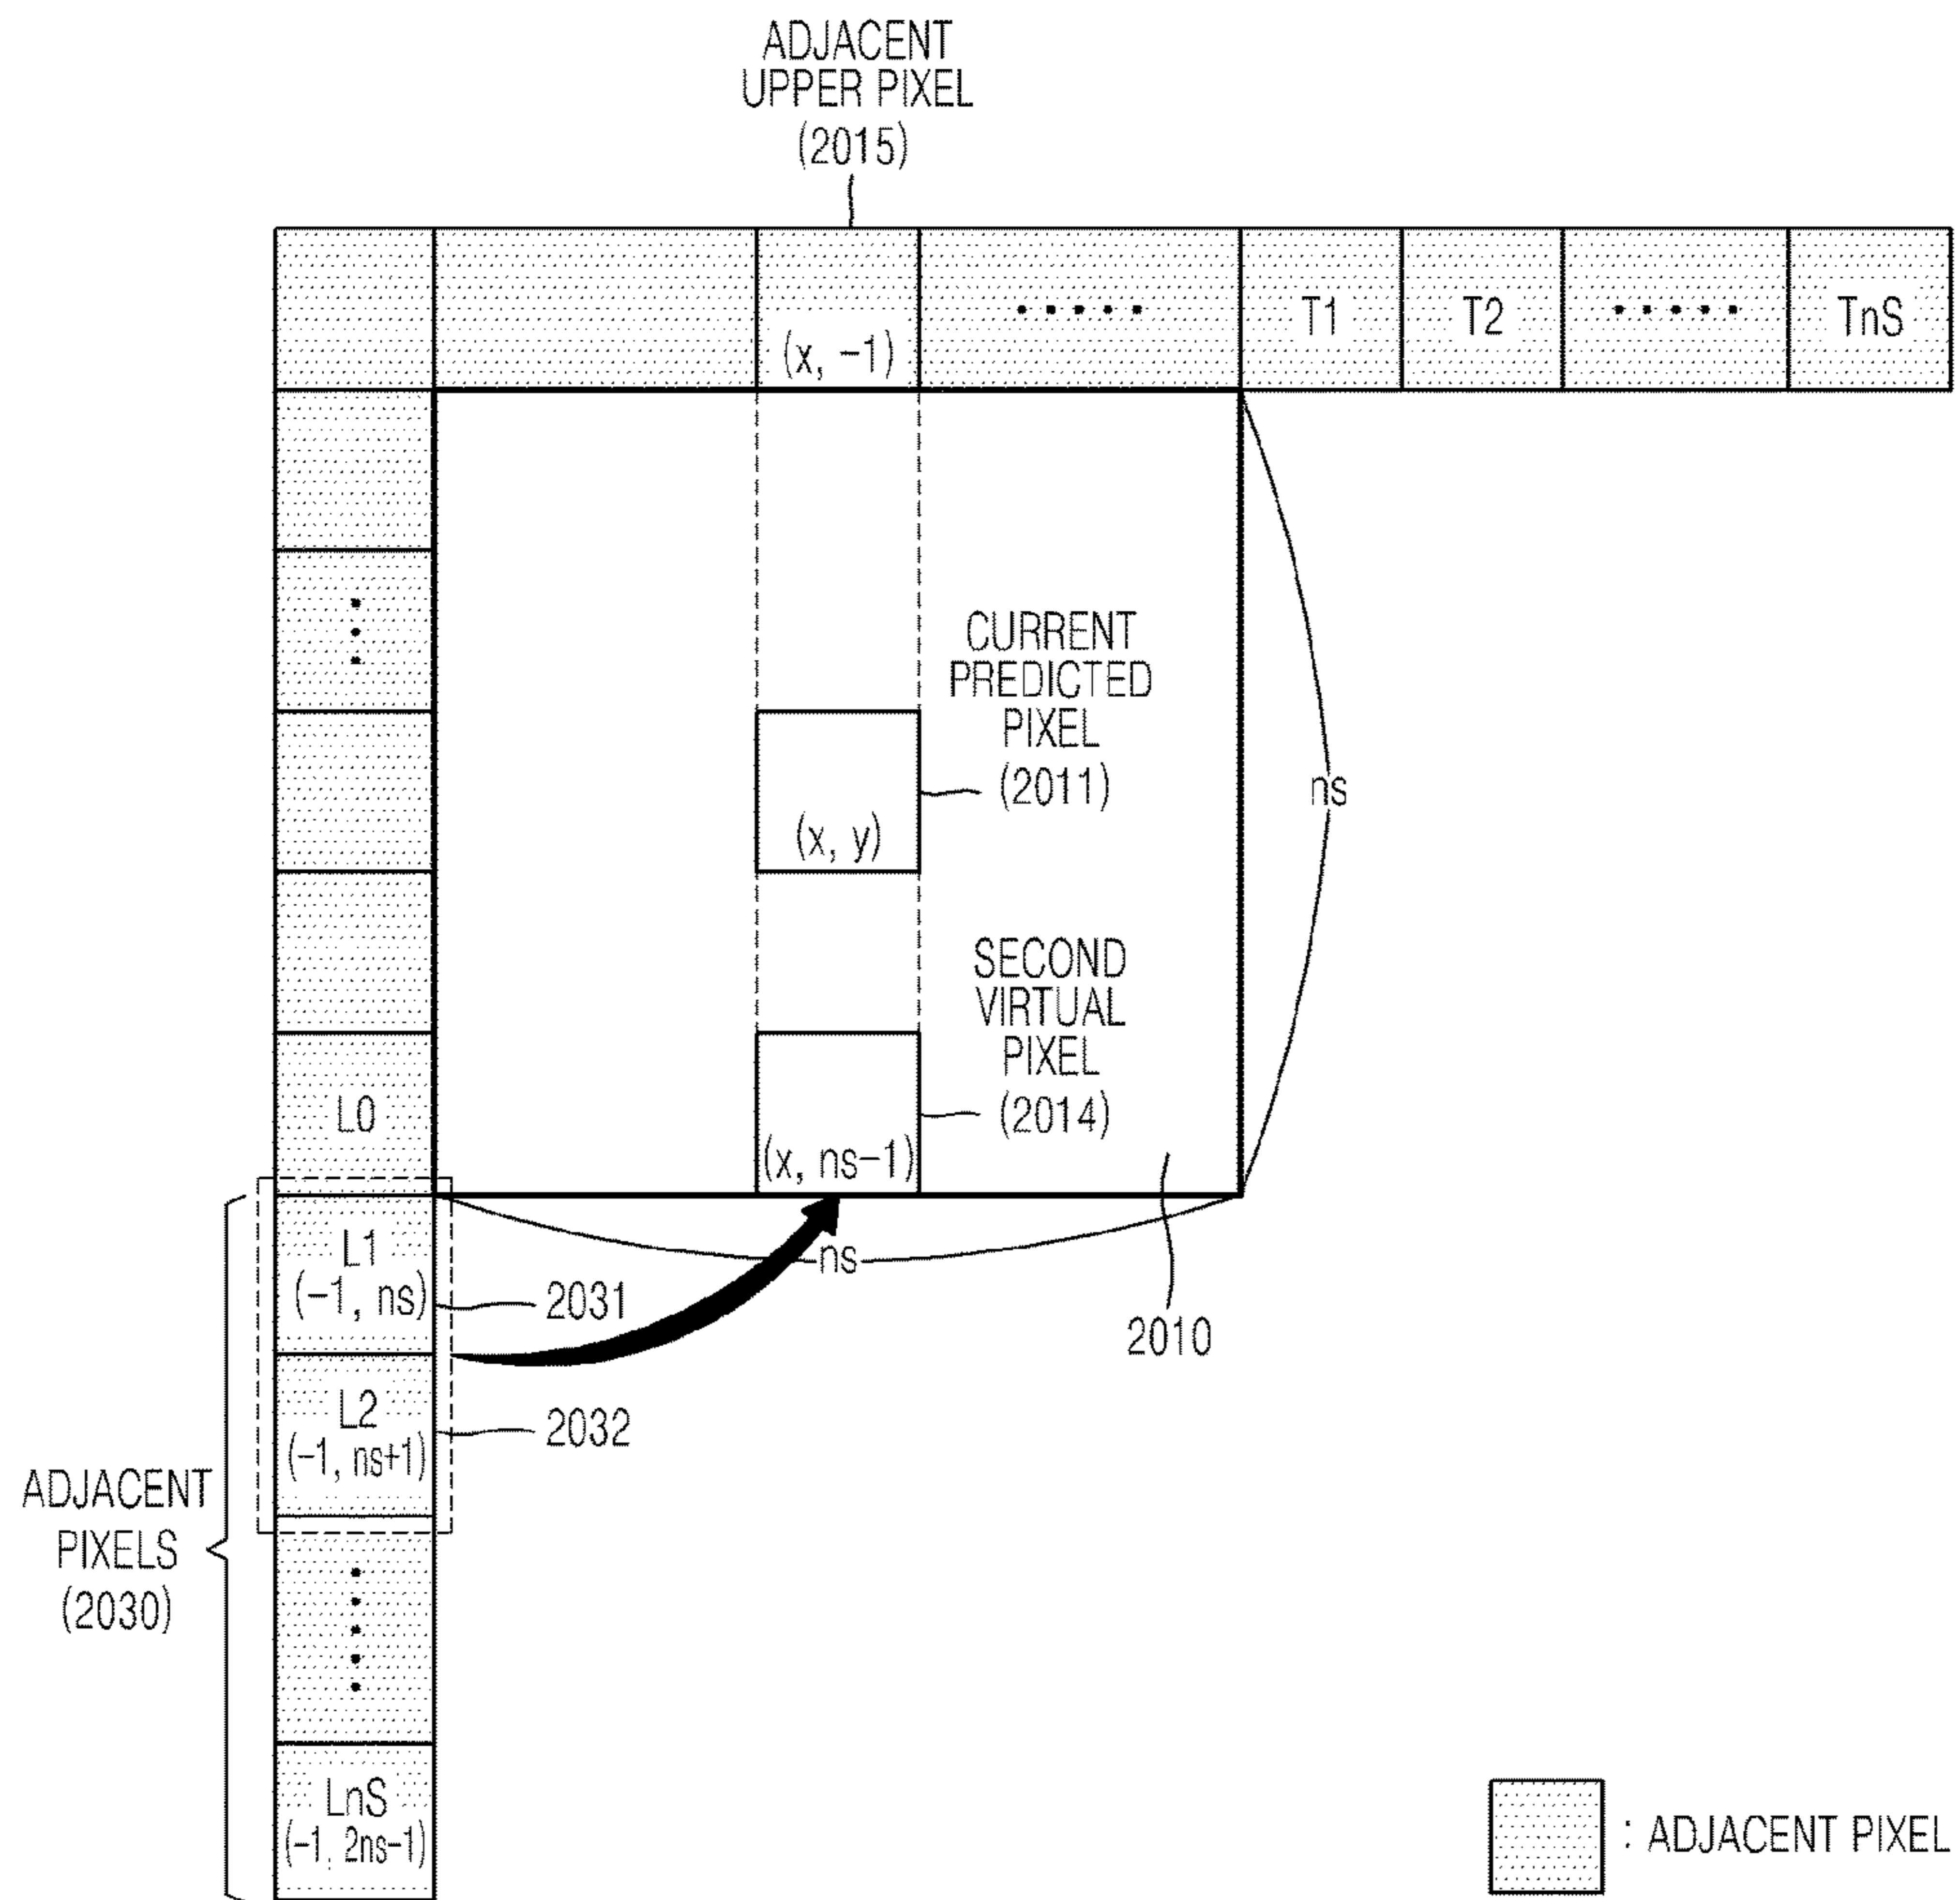 ADJACENT
UPPER PIXEL
(2015)
(x, -1)
•••••
T1
T2
•••••
TnS
CURRENT
PREDICTED
PIXEL
(2011)
(x, y)
ns
SECOND
VIRTUAL
PIXEL
(2014)
L0
(x, ns-1)
L1
(-1, ns)
2031
ns
2010
L2
(-1, ns+1)
2032
ADJACENT
PIXELS
(2030)
LnS
(-1, 2ns-1)
: ADJACENT PIXEL